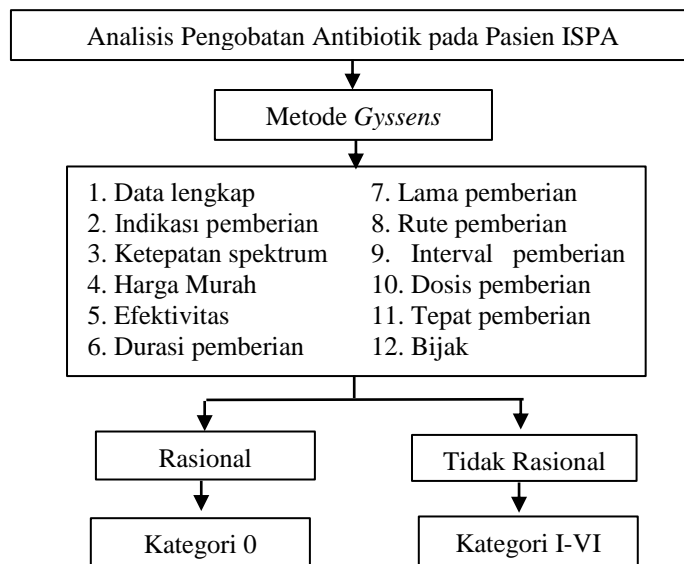 Analisis Pengobatan Antibiotik pada Pasien ISPA
Metode Gyssens
1. Data lengkap
2. Indikasi pemberian
3. Ketepatan spektrum
4. Harga Murah
5. Efektivitas
6. Durasi pemberian
7. Lama pemberian
8. Rute pemberian
9. Interval pemberian
10. Dosis pemberian
11. Tepat pemberian
12. Bijak
Rasional
Tidak Rasional
Kategori 0
Kategori I-VI